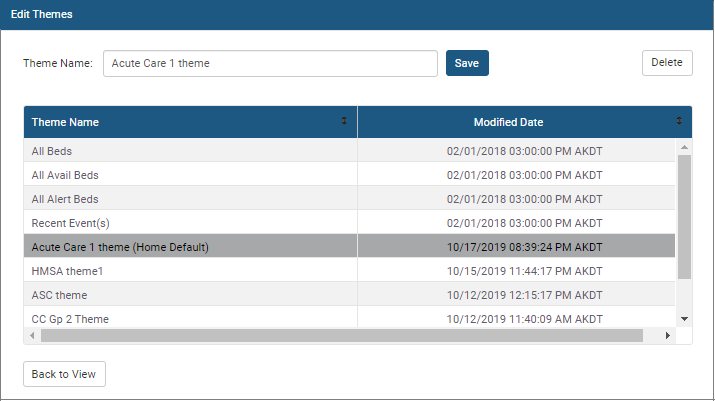 Edit Themes
Theme Name: Acute Care 1 theme Save Delete
Theme Name Modified Date
All Beds 02/01/2018 03:00:00 PM AKDT
All Avail Beds 02/01/2018 03:00:00 PM AKDT
All Alert Beds 02/01/2018 03:00:00 PM AKDT
Recent Event(s) 02/01/2018 03:00:00 PM AKDT
Acute Care 1 theme (Home Default) 10/17/2019 08:39:24 PM AKDT
HMSA theme1 10/15/2019 11:44:17 PM AKDT
ASC theme 10/12/2019 12:15:17 PM AKDT
CC Gp 2 Theme 10/12/2019 11:40:09 AM AKDT
Back to View